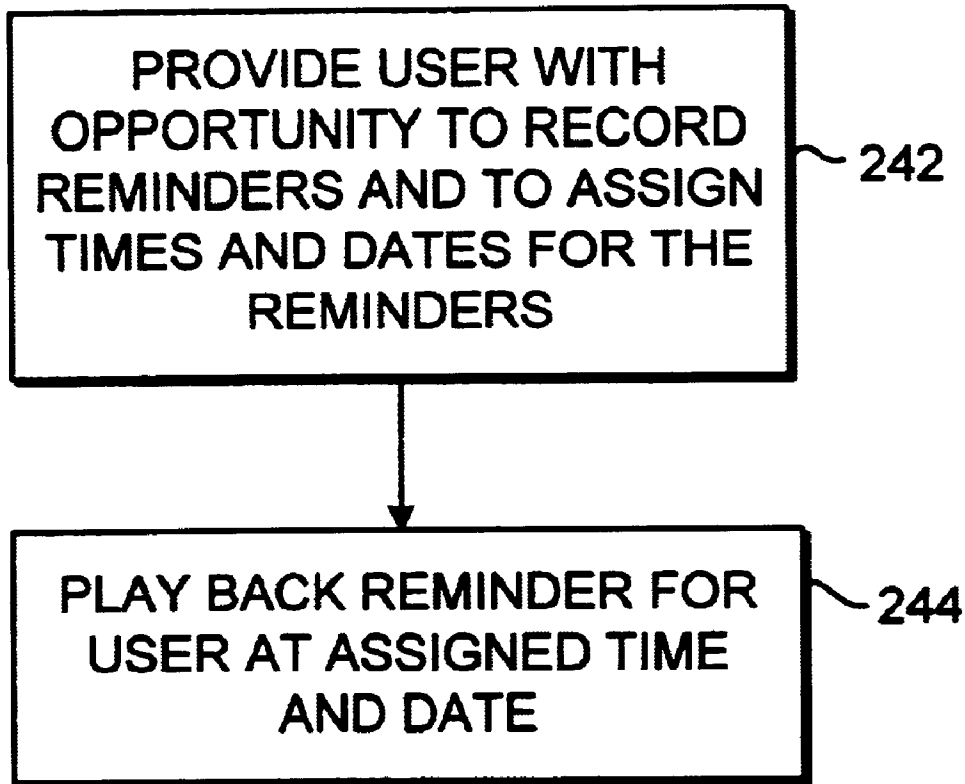 PROVIDE USER WITH
OPPORTUNITY TO RECORD
REMINDERS AND TO ASSIGN
TIMES AND DATES FOR THE
REMINDERS
242
PLAY BACK REMINDER FOR
USER AT ASSIGNED TIME
AND DATE
244